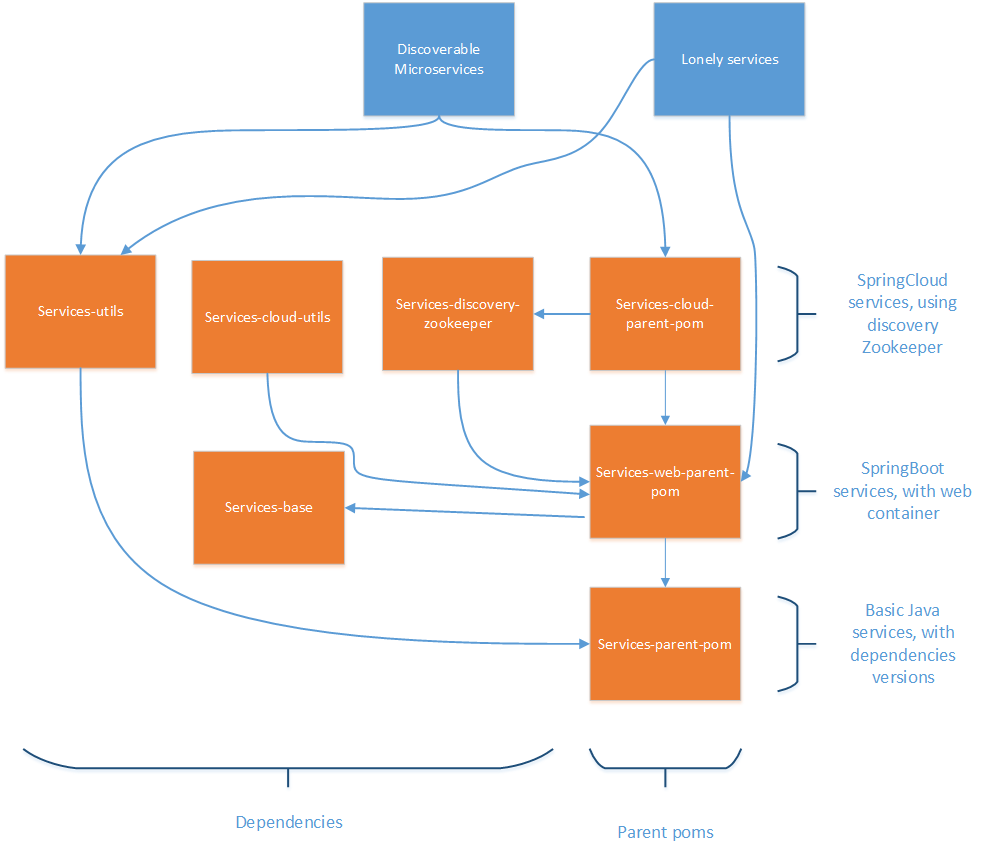 Discoverable
Microservices
Lonely services
Services-utils
Services-cloud-utils
Services-discovery-
zookeeper
Services-cloud-
parent-pom
SpringCloud
services, using
discovery
Zookeeper
Services-base
Services-web-parent-
pom
SpringBoot
services, with web
container
Services-parent-pom
Basic Java
services, with
dependencies
versions
Dependencies
Parent poms